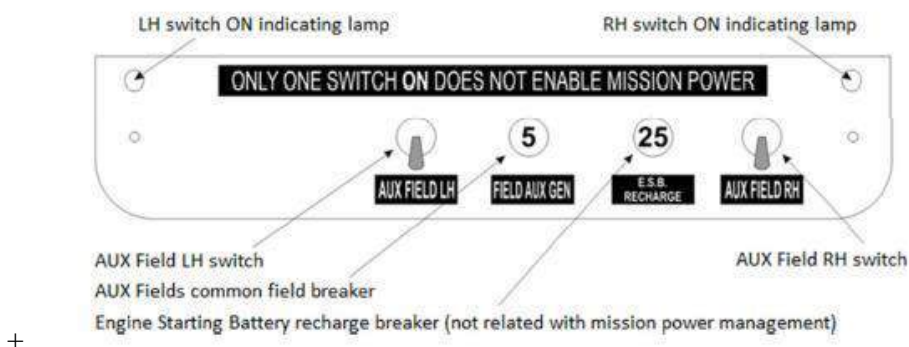 LH switch ON indicating lamp
RH switch ON indicating lamp
ONLY ONE SWITCH ON DOES NOT ENABLE MISSION POWER
5
25
AUX FIELD LH
FIELD AUX GEN
E.S.B.
RECHARGE
AUX FIELD RH
AUX Field LH switch
AUX Field RH switch
AUX Fields common field breaker
Engine Starting Battery recharge breaker (not related with mission power management)